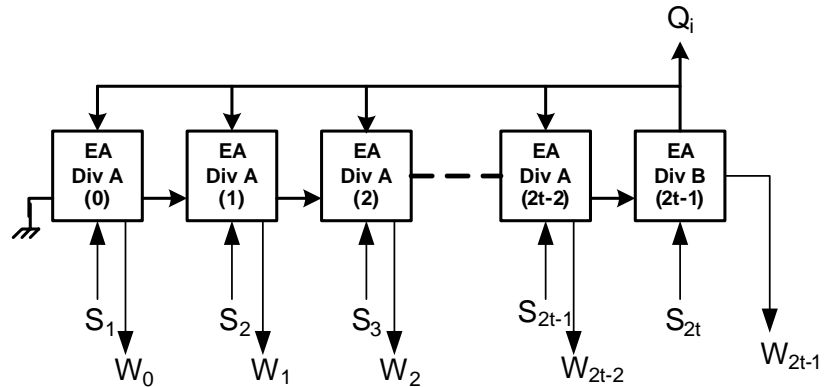 Qᵢ
EA
Div A
(0)
EA
Div A
(1)
EA
Div A
(2)
EA
Div A
(2t-2)
EA
Div B
(2t-1)
S₁
S₂
S₃
S₂ₜ₋₁
S₂ₜ
W₀
W₁
W₂
W₂ₜ₋₂
W₂ₜ₋₁